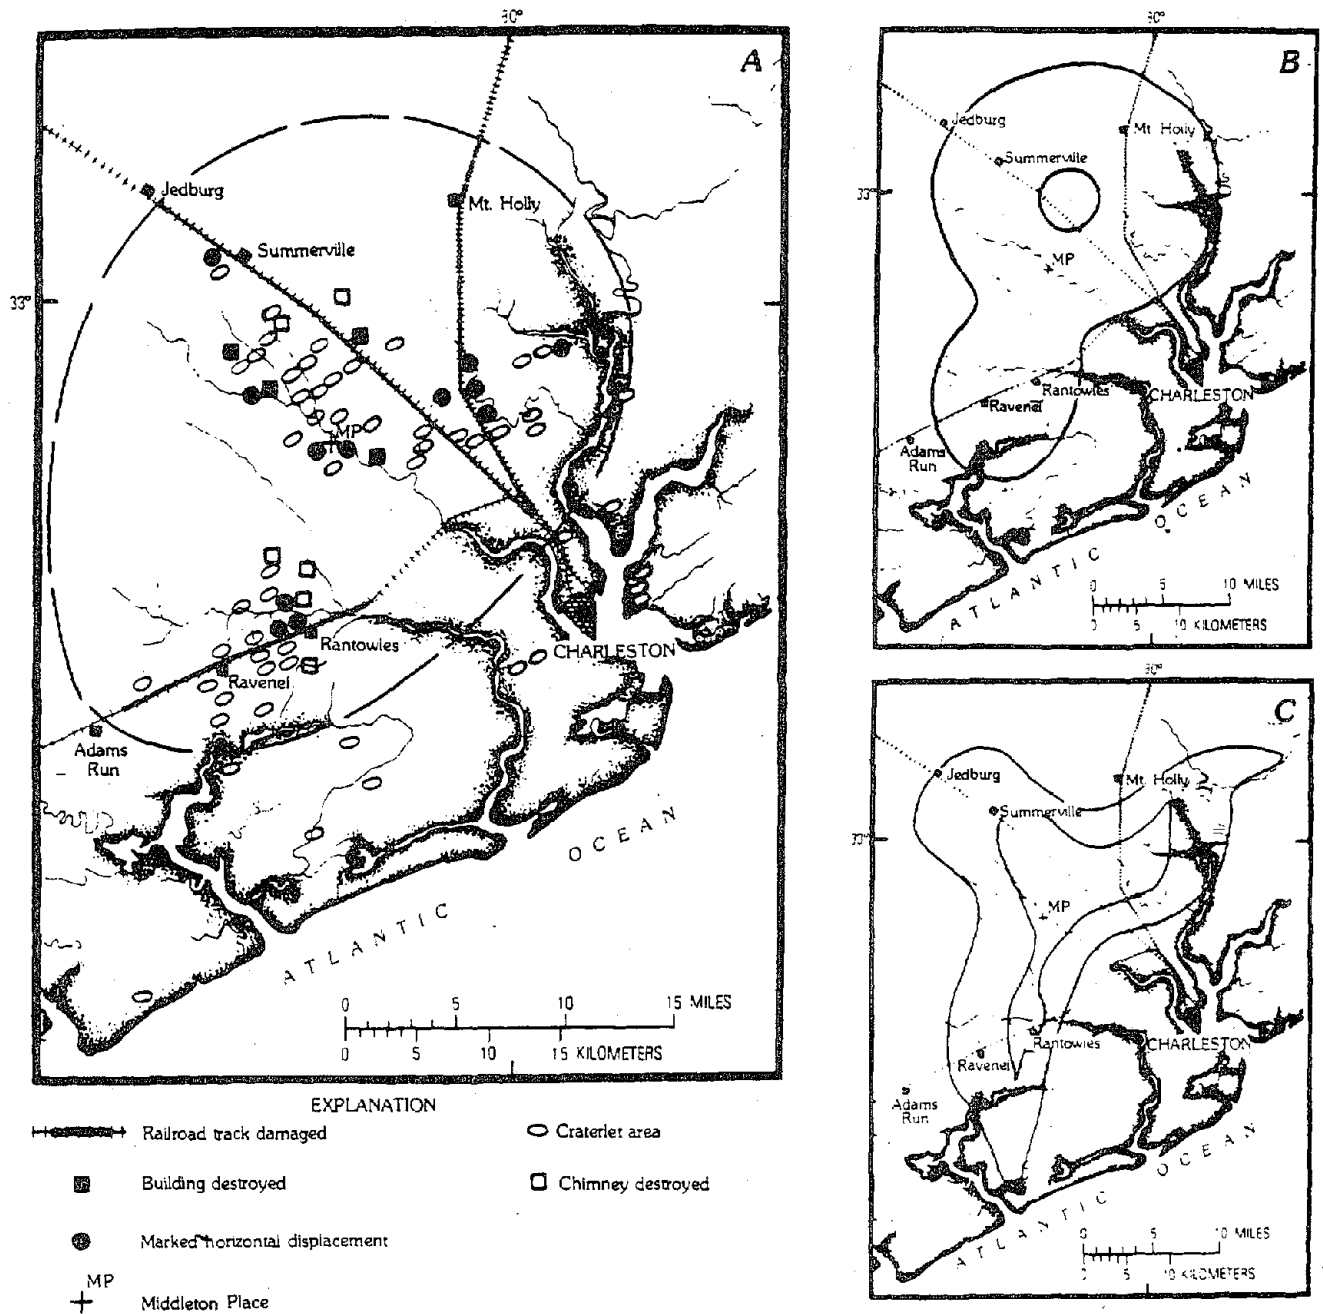 80°
A
Jedburg
Mt. Holly
Summerville
33°
MP
Rantowles
CHARLESTON
Ravenel
Adams
Run
ATLANTIC OCEAN
0 5 10 15 MILES
0 5 10 15 KILOMETERS
EXPLANATION
Railroad track damaged
Craterlet area
Building destroyed
Chimney destroyed
Marked horizontal displacement
MP
Middleton Place
80°
B
Jedburg
Mt Holly
Summerville
33°
MP
Rantowles
CHARLESTON
Ravenel
Adams
Run
ATLANTIC OCEAN
0 5 10 MILES
0 5 10 KILOMETERS
80°
C
Jedburg
Mt. Holly
Summerville
33°
MP
Rantowles
CHARLESTON
Ravenel
Adams
Run
ATLANTIC OCEAN
0 5 10 MILES
0 5 10 KILOMETERS